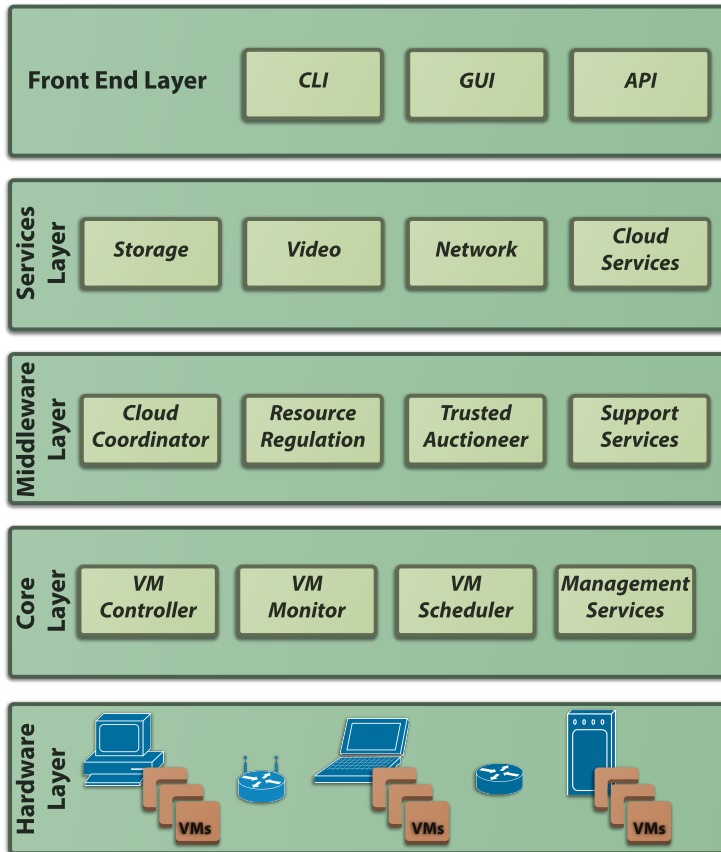 Front End Layer
CLI
GUI
API
Services
Layer
Storage
Video
Network
Cloud
Services
Middleware
Layer
Cloud
Coordinator
Resource
Regulation
Trusted
Auctioneer
Support
Services
Core
Layer
VM
Controller
VM
Monitor
VM
Scheduler
Management
Services
Hardware
Layer
VMs
VMs
VMs